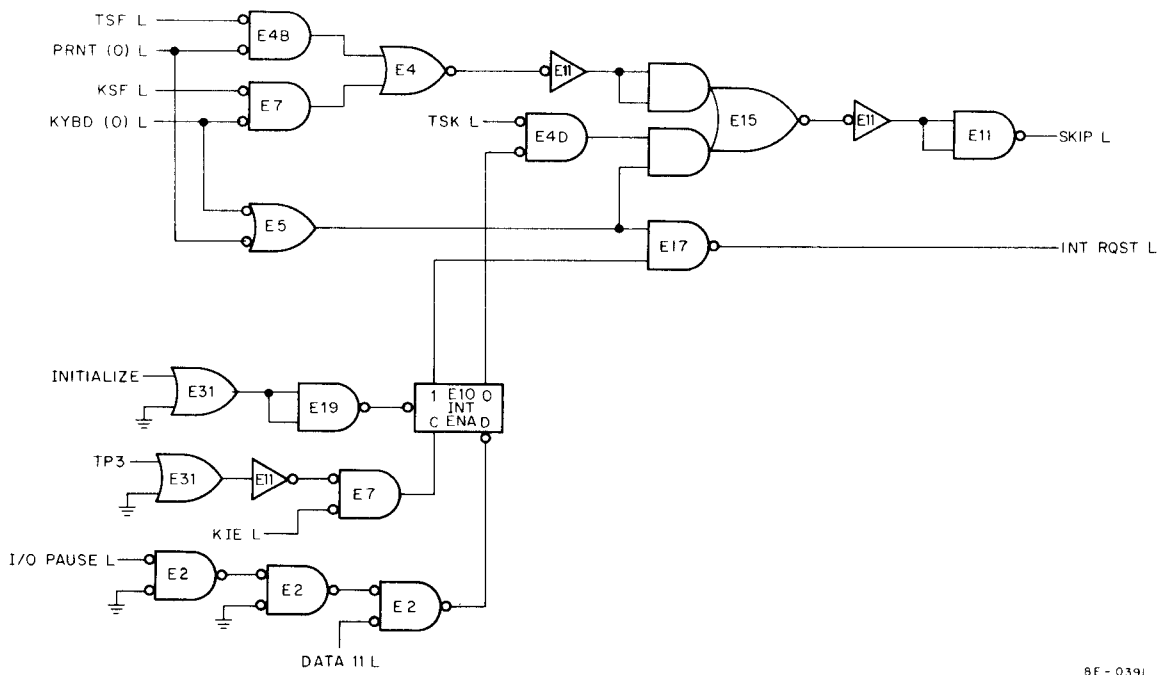 TSF L
E4B
PRNT (0) L
E4
E11
KSF L
E7
KYBD (0) L
TSK L
E4D
E15
E11
E11
SKIP L
E5
E17
INT RQST L
INITIALIZE
E31
E19
1 E10 0
INT
C ENA D
TP3
E31
E11
E7
KIE L
I/O PAUSE L
E2
E2
E2
DATA 11 L
8E-0391